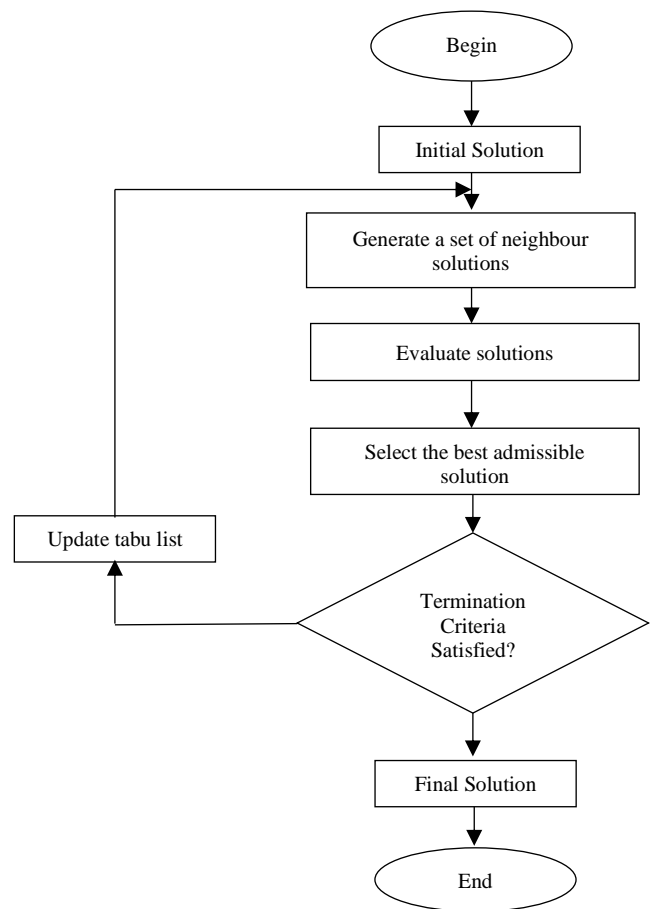 Begin
Initial Solution
Generate a set of neighbour
solutions
Evaluate solutions
Select the best admissible
solution
Update tabu list
Termination
Criteria
Satisfied?
Final Solution
End